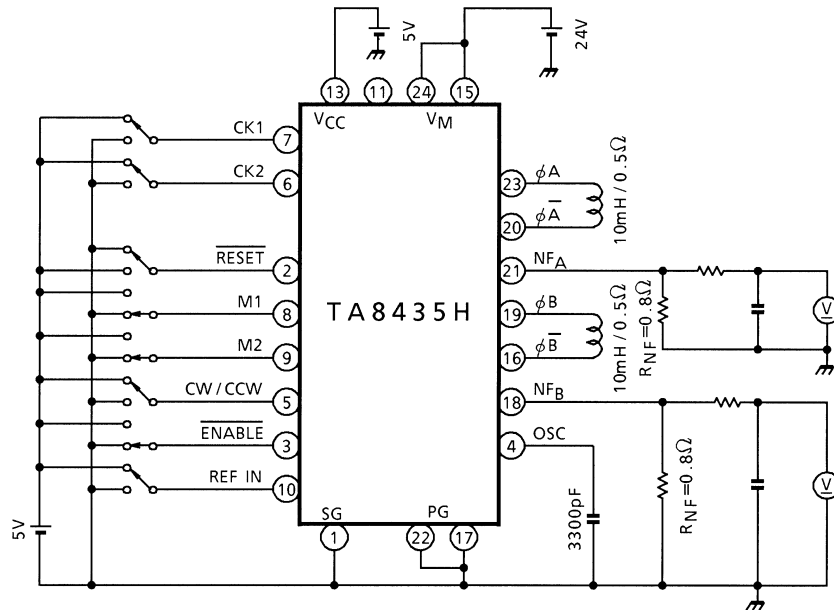 5V
24V
13
11
24
15
VCC
VM
CK1
7
CK2
6
RESET
2
M1
8
M2
9
CW / CCW
5
ENABLE
3
REF IN
10
TA8435H
23
φA
20
φA
10mH / 0.5Ω
21
NFA
19
φB
16
φB
10mH / 0.5Ω
RNF=0.8Ω
V
18
NFB
4
OSC
3300pF
RNF=0.8Ω
V
5V
SG
PG
1
22
17